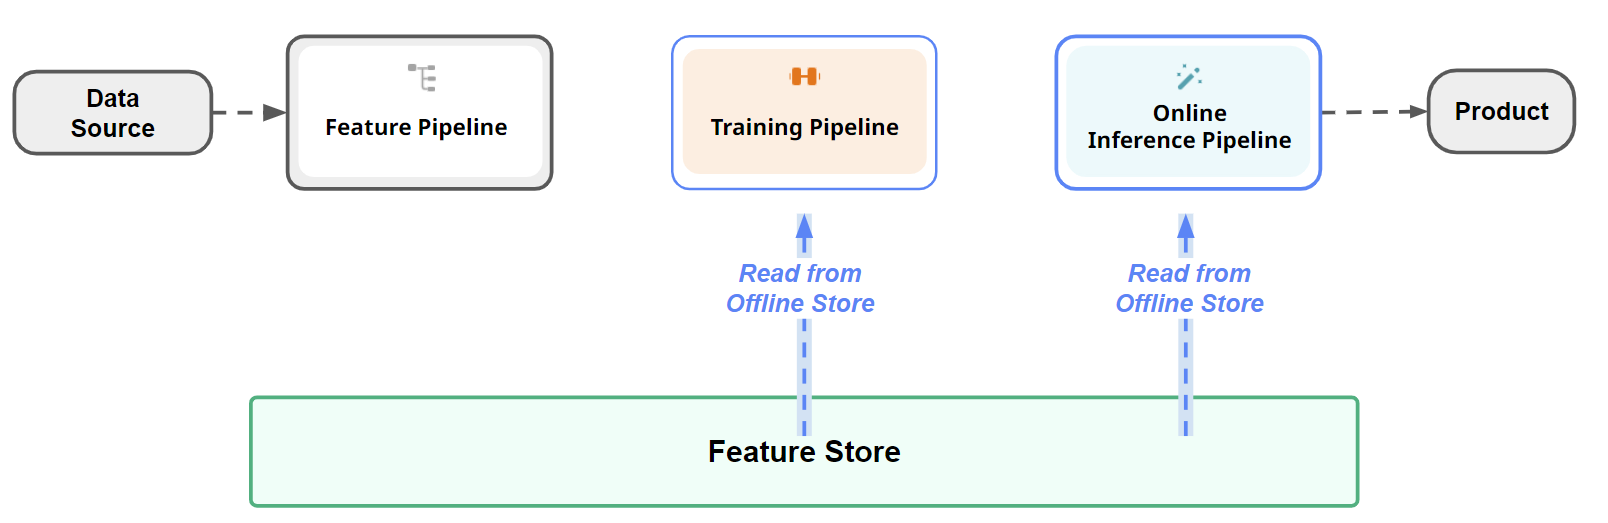 Data
Source
Feature Pipeline
Training Pipeline
Online
Inference Pipeline
Product
Read from
Offline Store
Read from
Offline Store
Feature Store